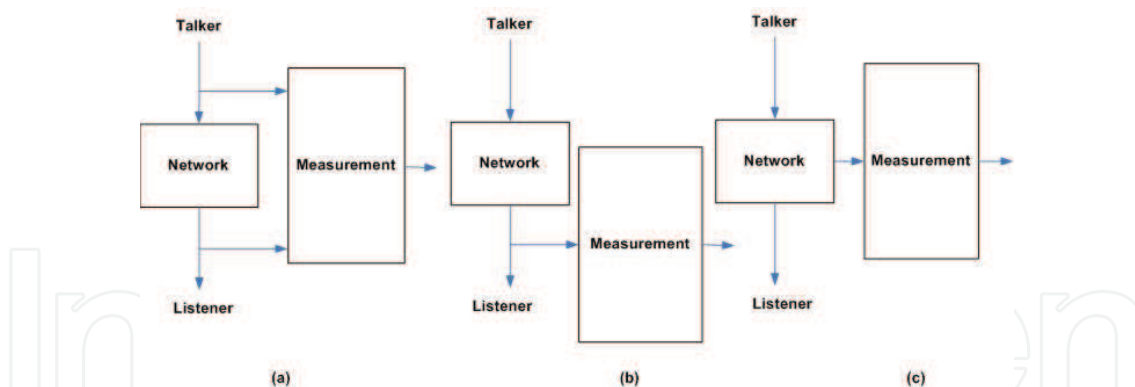 Talker
Network
Measurement
Listener
(a)
Talker
Network
Measurement
Listener
(b)
Talker
Network
Measurement
Listener
(c)